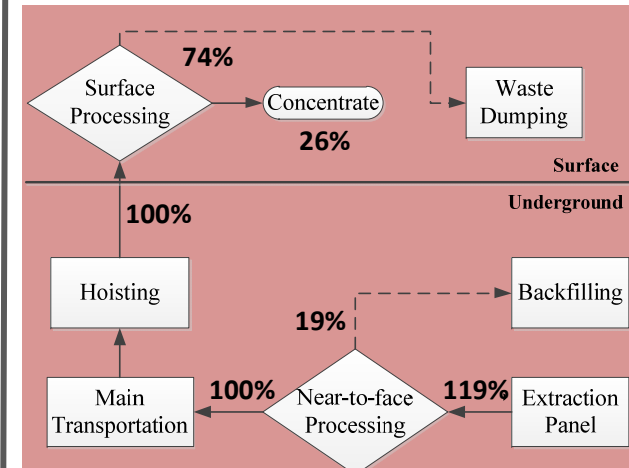 74%
Surface
Processing
Concentrate
26%
Waste
Dumping
Surface
Underground
100%
Hoisting
Backfilling
19%
Main
Transportation
100%
Near-to-face
Processing
119%
Extraction
Panel